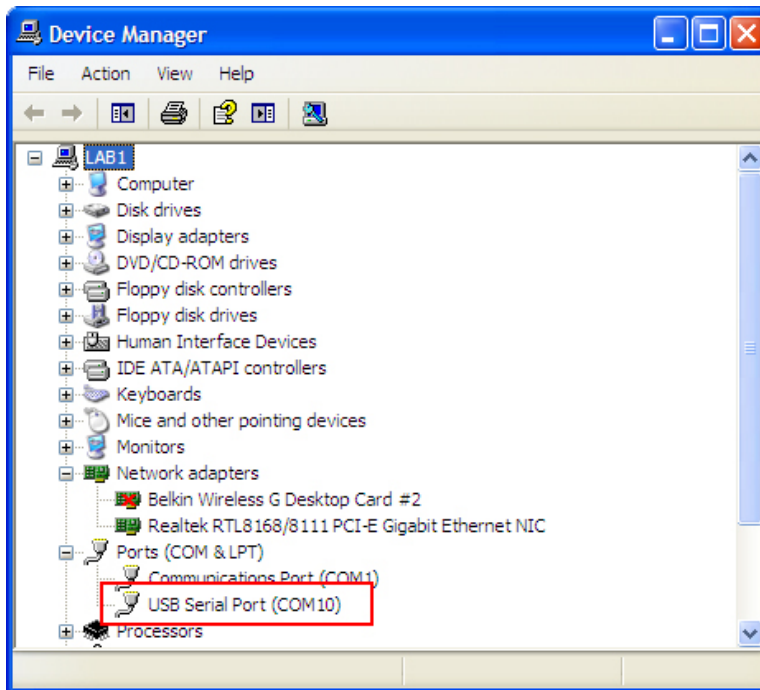 Device Manager
File Action View Help
LAB1
Computer
Disk drives
Display adapters
DVD/CD-ROM drives
Floppy disk controllers
Floppy disk drives
Human Interface Devices
IDE ATA/ATAPI controllers
Keyboards
Mice and other pointing devices
Monitors
Network adapters
Belkin Wireless G Desktop Card #2
Realtek RTL8168/8111 PCI-E Gigabit Ethernet NIC
Ports (COM & LPT)
Communications Port (COM1)
USB Serial Port (COM10)
Processors